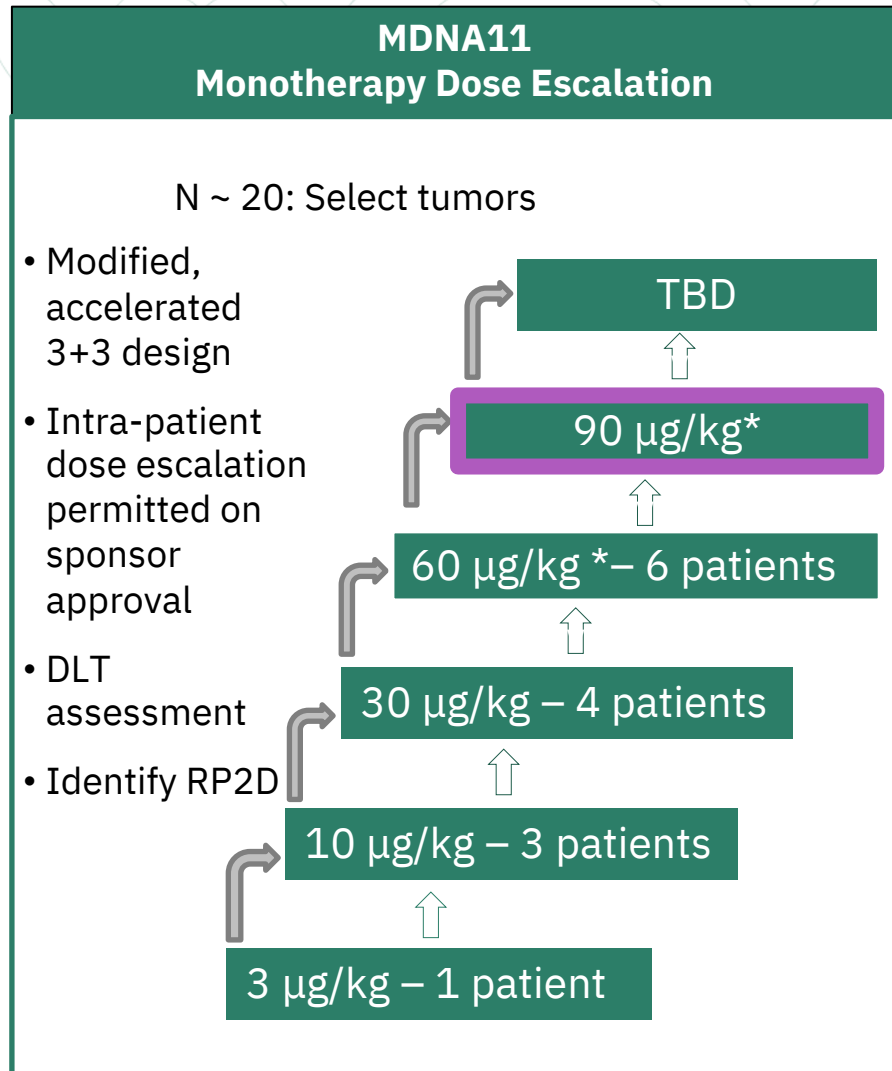 MDNA11
Monotherapy Dose Escalation
N ~ 20: Select tumors
• Modified,
accelerated
3+3 design
• Intra-patient
dose escalation
permitted on
sponsor
approval
• DLT
assessment
• Identify RP2D
TBD
90 µg/kg*
60 µg/kg *– 6 patients
30 µg/kg – 4 patients
10 µg/kg – 3 patients
3 µg/kg – 1 patient